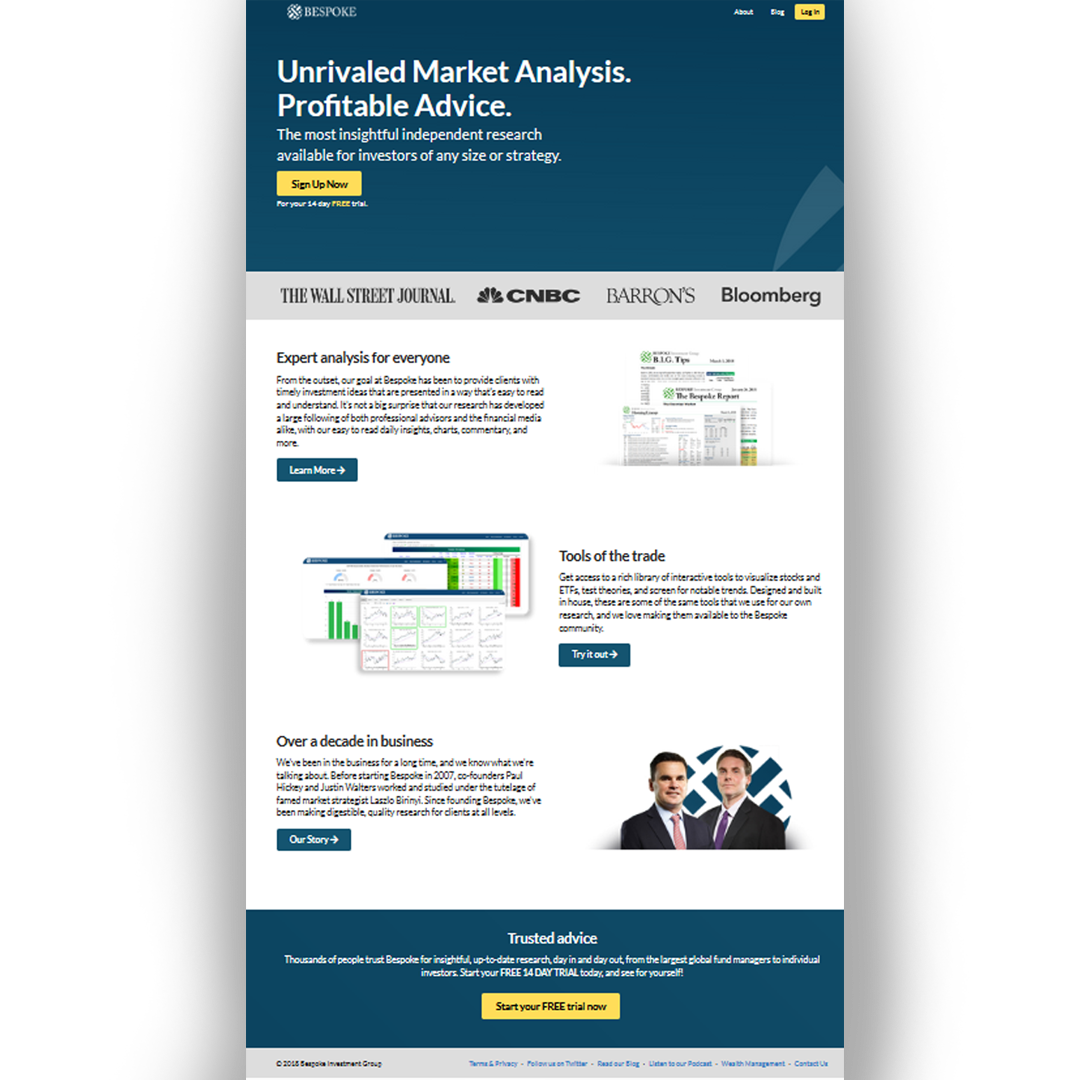 BESPOKE
About Blog Log In
Unrivaled Market Analysis.
Profitable Advice.
The most insightful independent research
available for investors of any size or strategy.
Sign Up Now
For your 14 day FREE trial.
THE WALL STREET JOURNAL. CNBC BARRON'S Bloomberg
Expert analysis for everyone
From the outset, our goal at Bespoke has been to provide clients with
timely investment ideas that are presented in a way that's easy to read
and understand. It's not a big surprise that our research has developed
a large following of both professional advisors and the financial media
alike, with our easy to read daily insights, charts, commentary, and
more.
Learn More →
B.I.G. Tips
The Bespoke Report
Tools of the trade
Get access to a rich library of interactive tools to visualize stocks and
ETFs, test theories, and screen for notable trends. Designed and built
in house, these are some of the same tools that we use for our own
research, and we love making them available to the Bespoke
community.
Try it out →
Over a decade in business
We've been in the business for a long time, and we know what we're
talking about. Before starting Bespoke in 2007, co-founders Paul
Hickey and Justin Walters worked and studied under the tutelage of
famed market strategist Laszlo Birinyi. Since founding Bespoke, we've
been making digestible, quality research for clients at all levels.
Our Story →
Trusted advice
Thousands of people trust Bespoke for insightful, up-to-date research, day in and day out, from the largest global fund managers to individual
investors. Start your FREE 14 DAY TRIAL today, and see for yourself!
Start your FREE trial now
© 2018 Bespoke Investment Group
Terms & Privacy - Follow us on Twitter - Read our Blog - Listen to our Podcast - Wealth Management - Contact Us